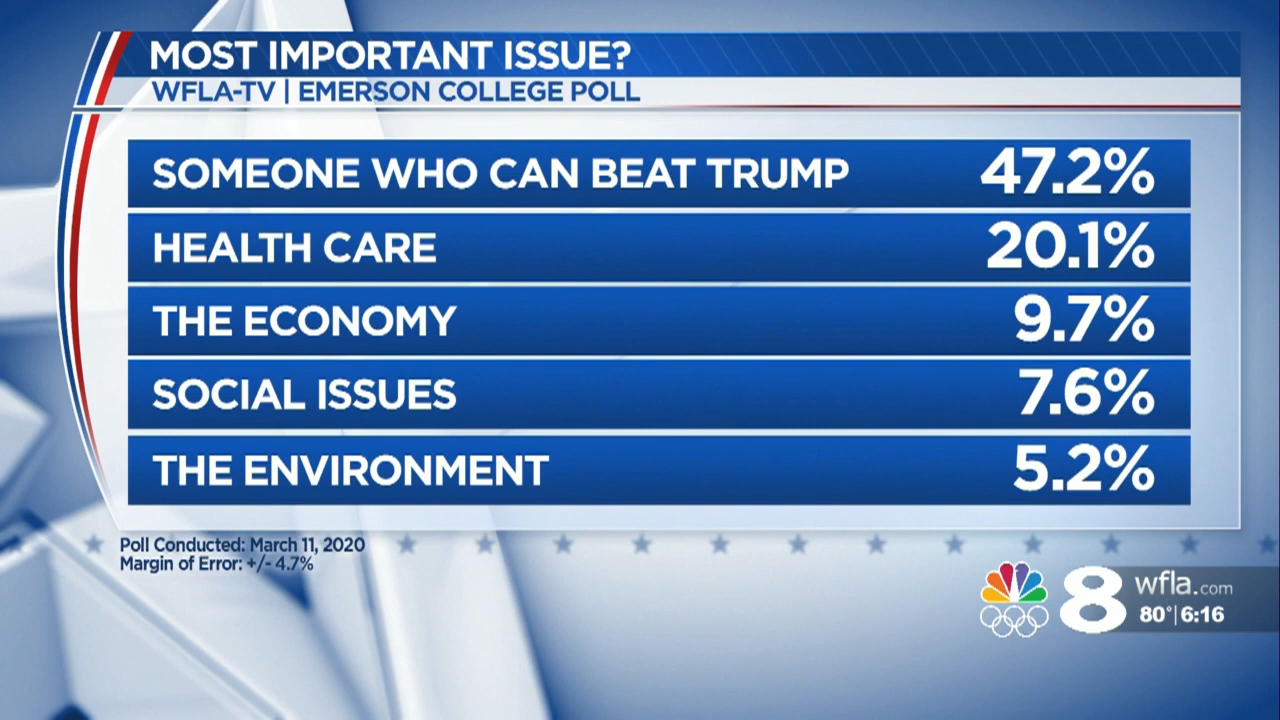 MOST IMPORTANT ISSUE?
WFLA-TV | EMERSON COLLEGE POLL
SOMEONE WHO CAN BEAT TRUMP 47.2%
HEALTH CARE 20.1%
THE ECONOMY 9.7%
SOCIAL ISSUES 7.6%
THE ENVIRONMENT 5.2%
Poll Conducted: March 11, 2020
Margin of Error: +/- 4.7%
8 wfla.com
80° | 6:16